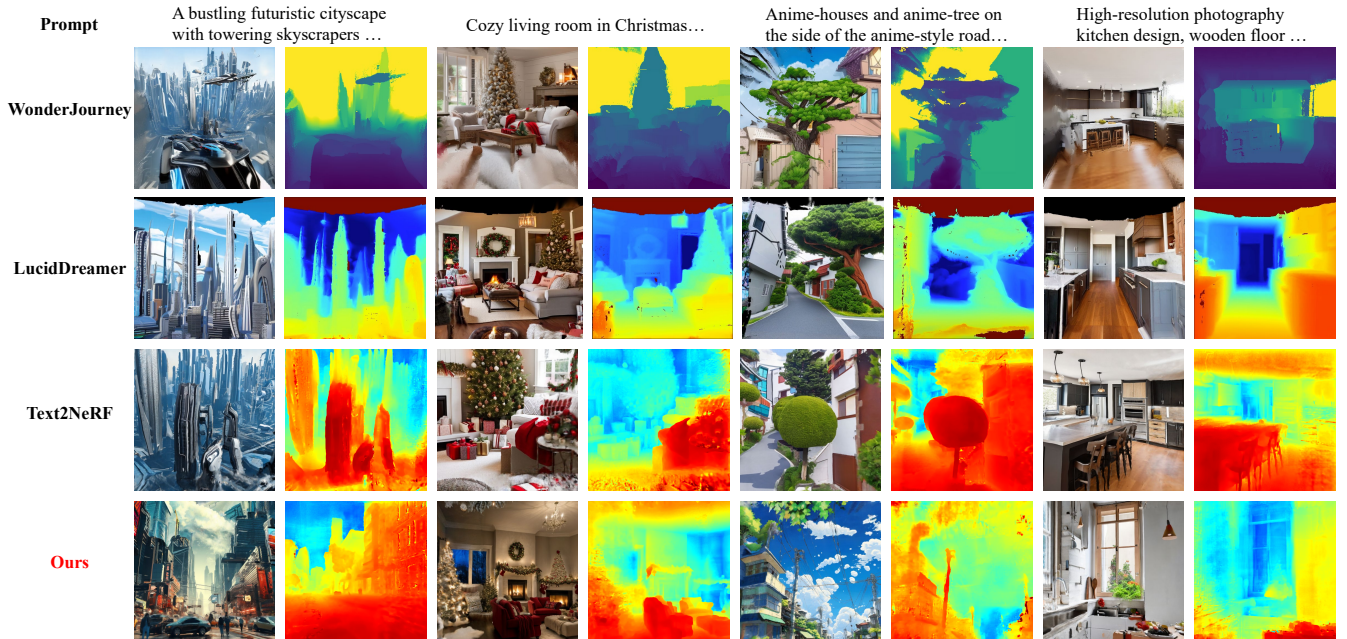 Prompt
A bustling futuristic cityscape
with towering skyscrapers ...
Cozy living room in Christmas...
Anime-houses and anime-tree on
the side of the anime-style road...
High-resolution photography
kitchen design, wooden floor ...
WonderJourney
LucidDreamer
Text2NeRF
Ours